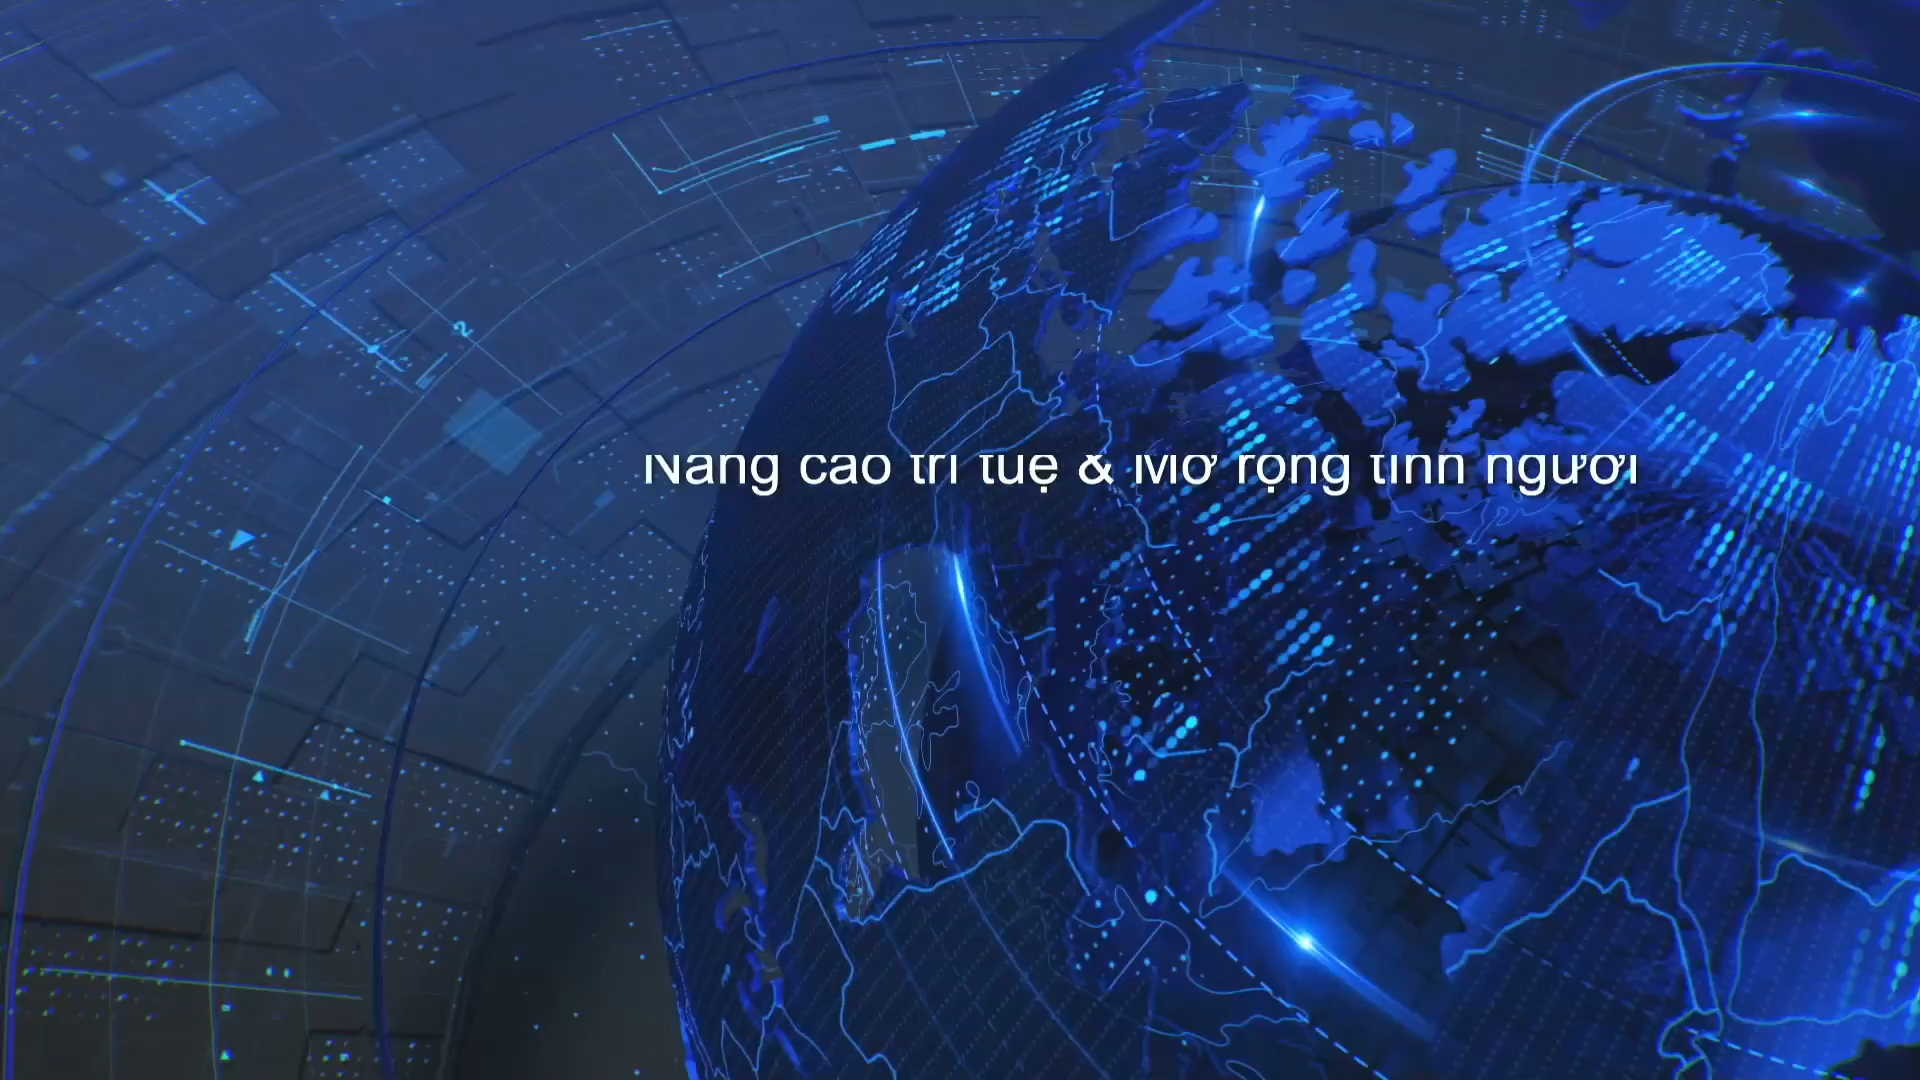 Nâng cao trí tuệ & Mở rộng tình người